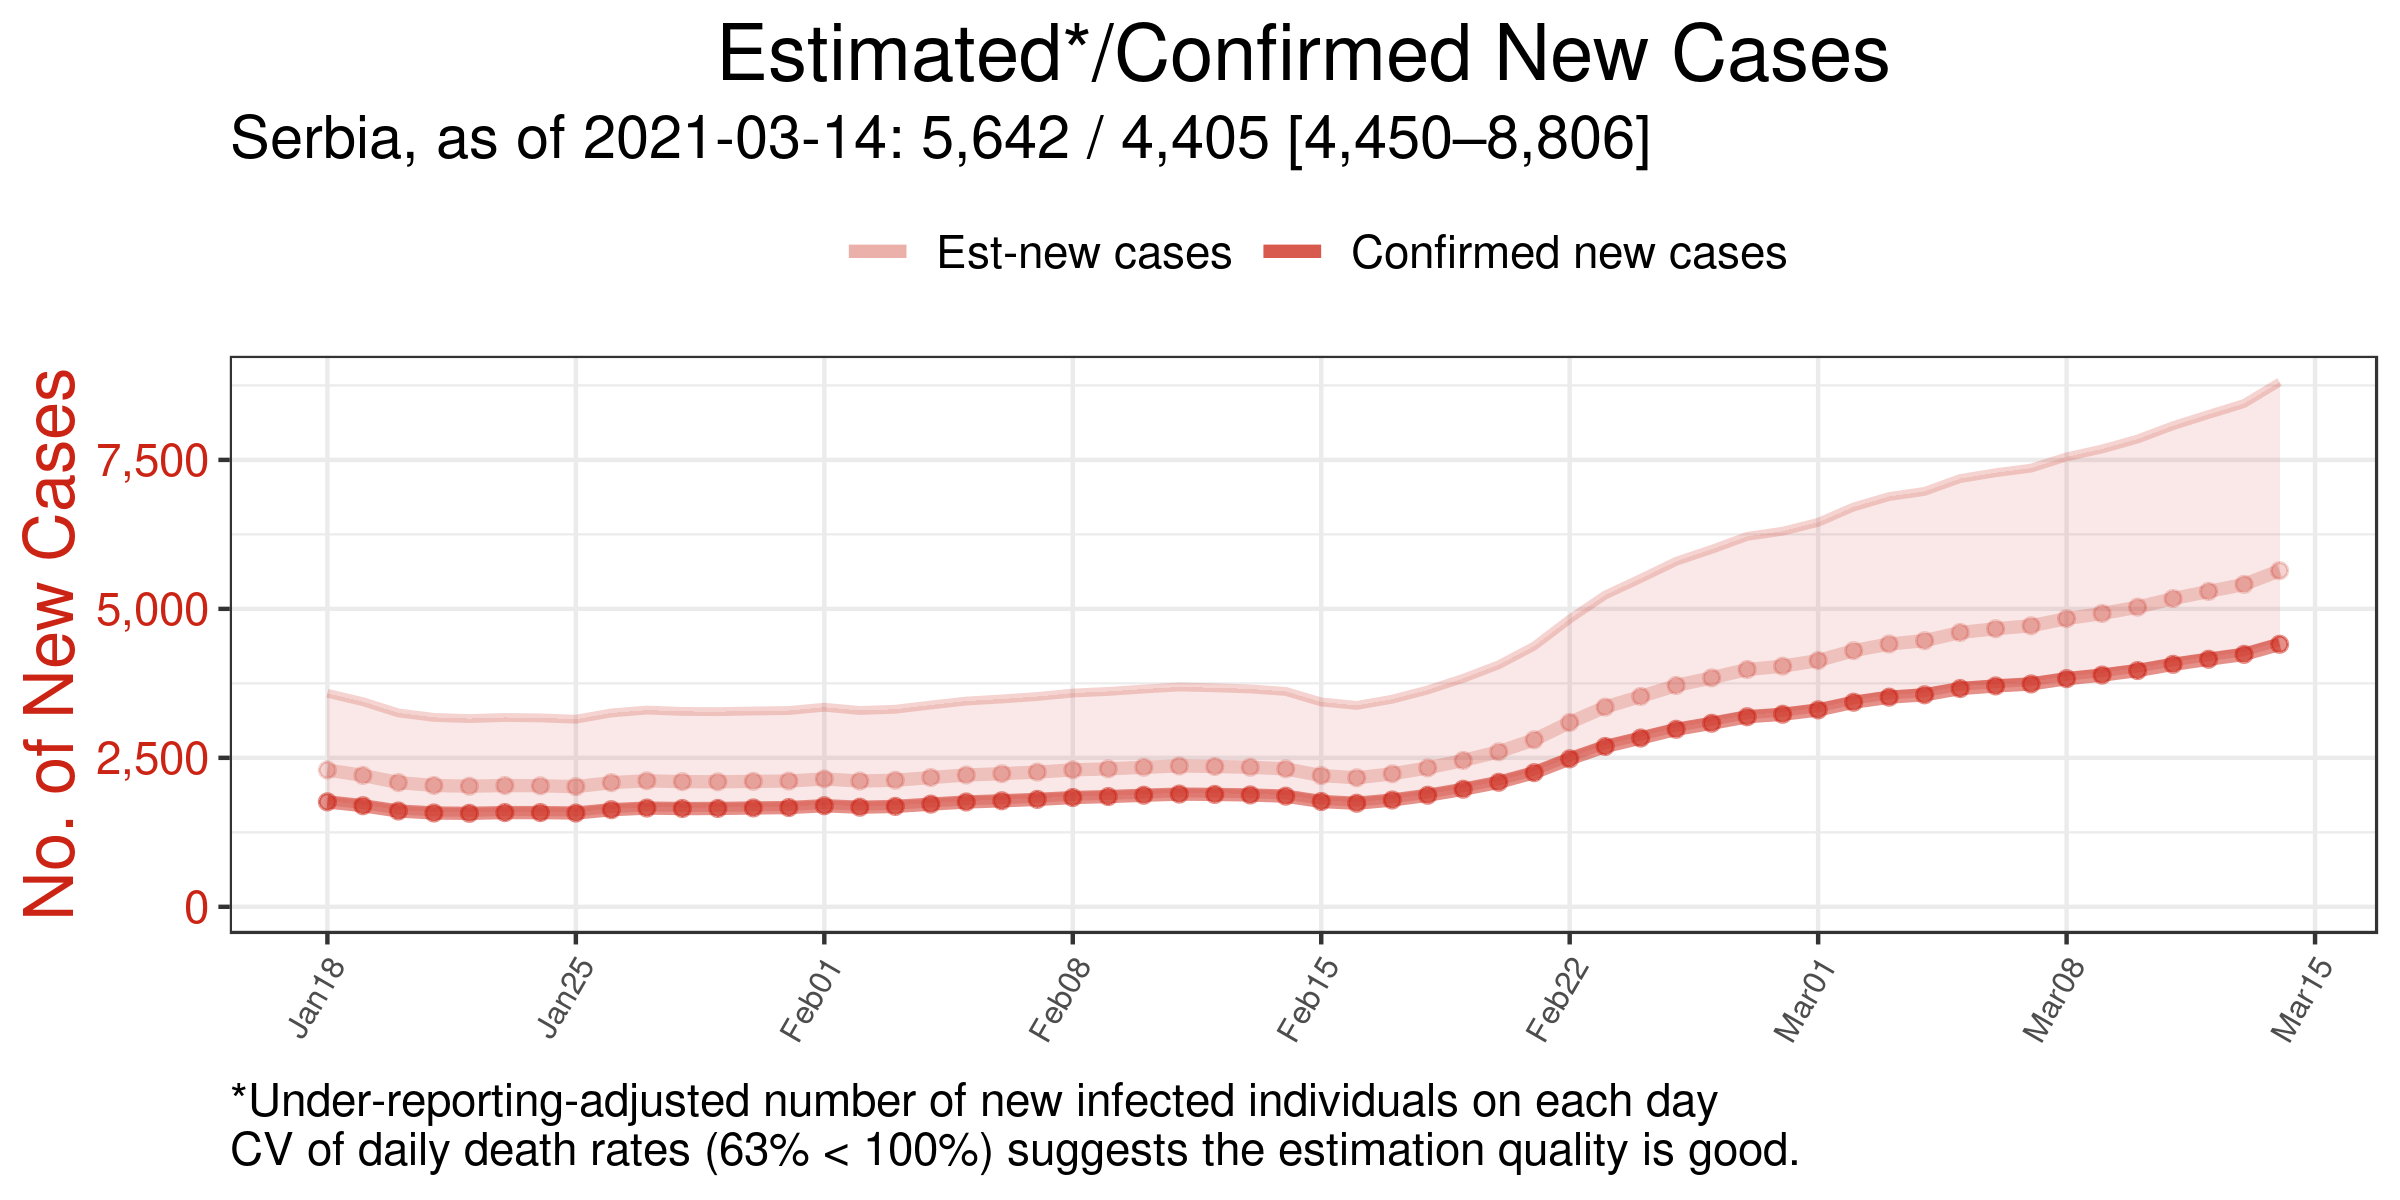 Estimated*/Confirmed New Cases
Serbia, as of 2021-03-14: 5,642 / 4,405 [4,450–8,806]
Est-new cases
Confirmed new cases
No. of New Cases
7,500
5,000
2,500
0
Jan18
Jan25
Feb01
Feb08
Feb15
Feb22
Mar01
Mar08
Mar15
*Under-reporting-adjusted number of new infected individuals on each day
CV of daily death rates (63% < 100%) suggests the estimation quality is good.